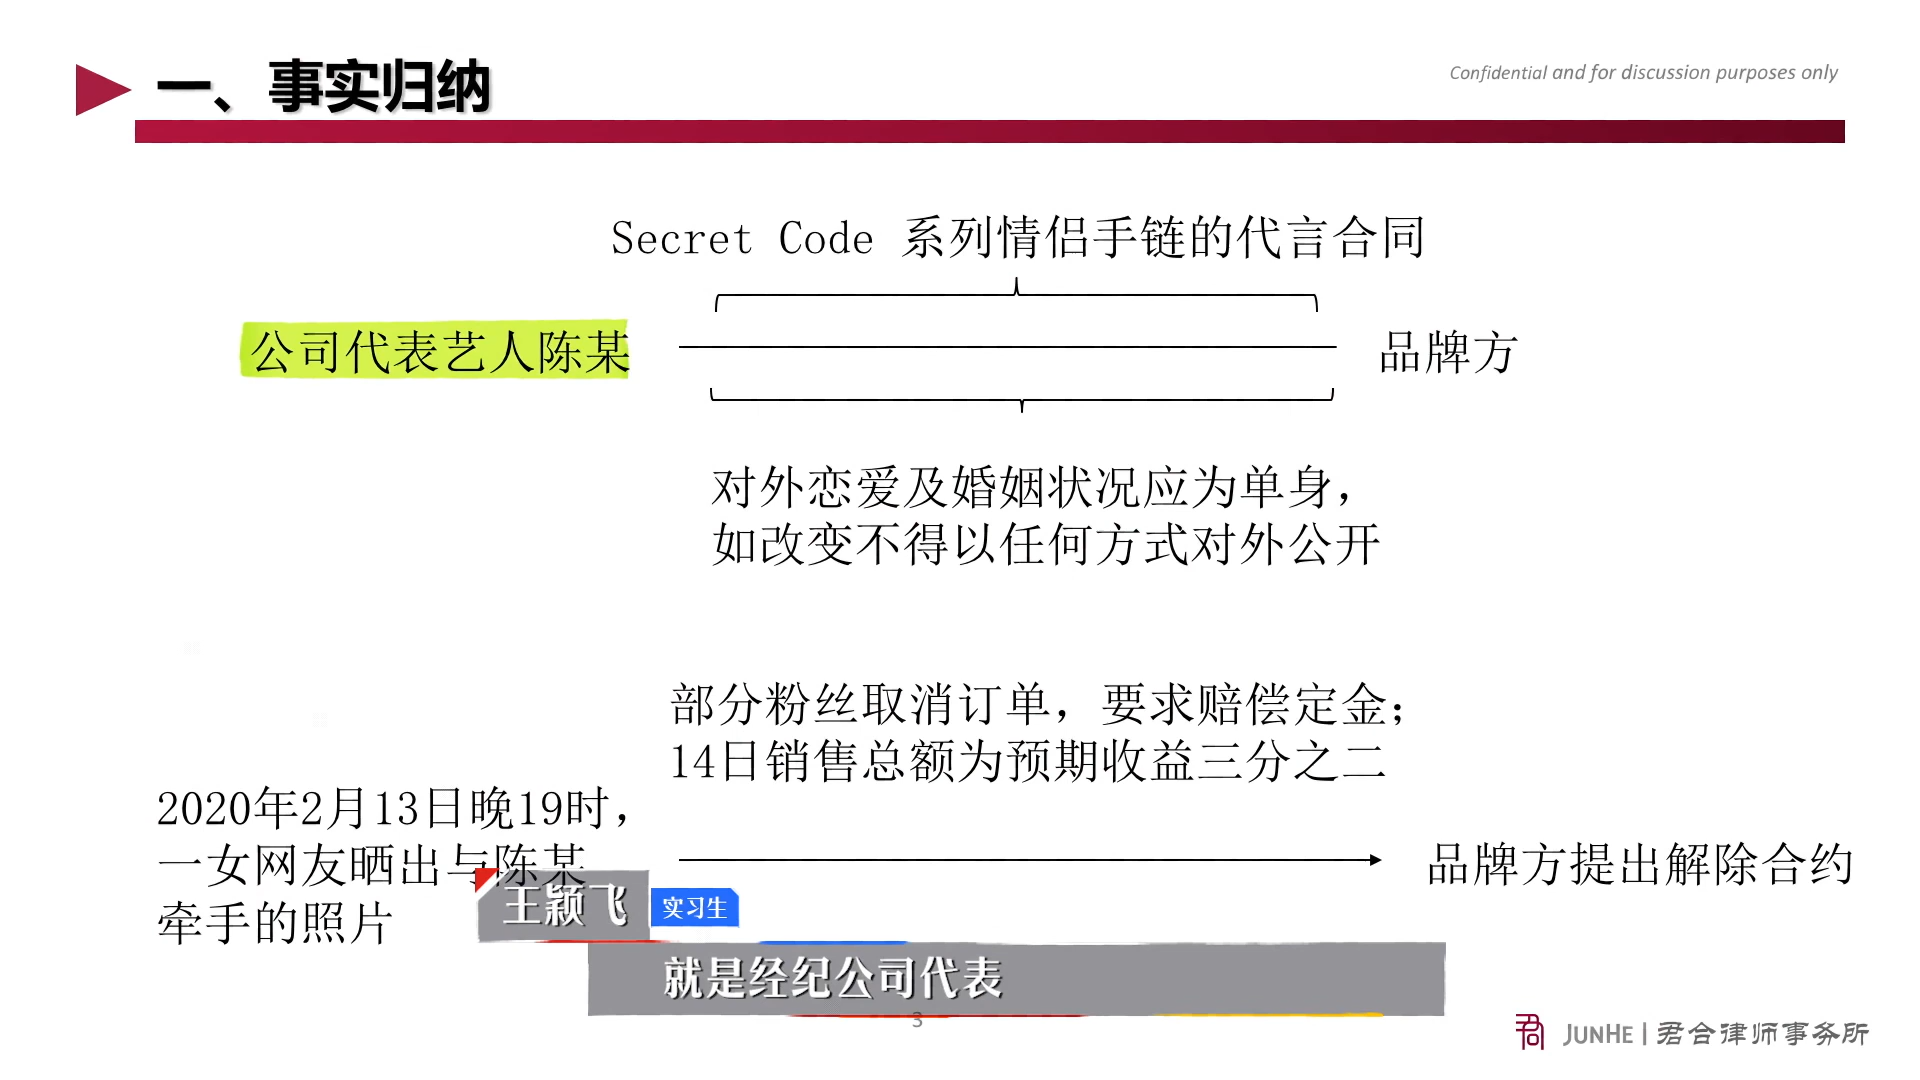 一、事实归纳
Confidential and for discussion purposes only
Secret Code 系列情侣手链的代言合同
公司代表艺人陈某
品牌方
对外恋爱及婚姻状况应为单身，
如改变不得以任何方式对外公开
部分粉丝取消订单，要求赔偿定金；
14日销售总额为预期收益三分之二
2020年2月13日晚19时，
一女网友晒出与陈某
牵手的照片
品牌方提出解除合约
王颖飞
实习生
就是经纪公司代表
3
君合
JUNHE | 君合律师事务所